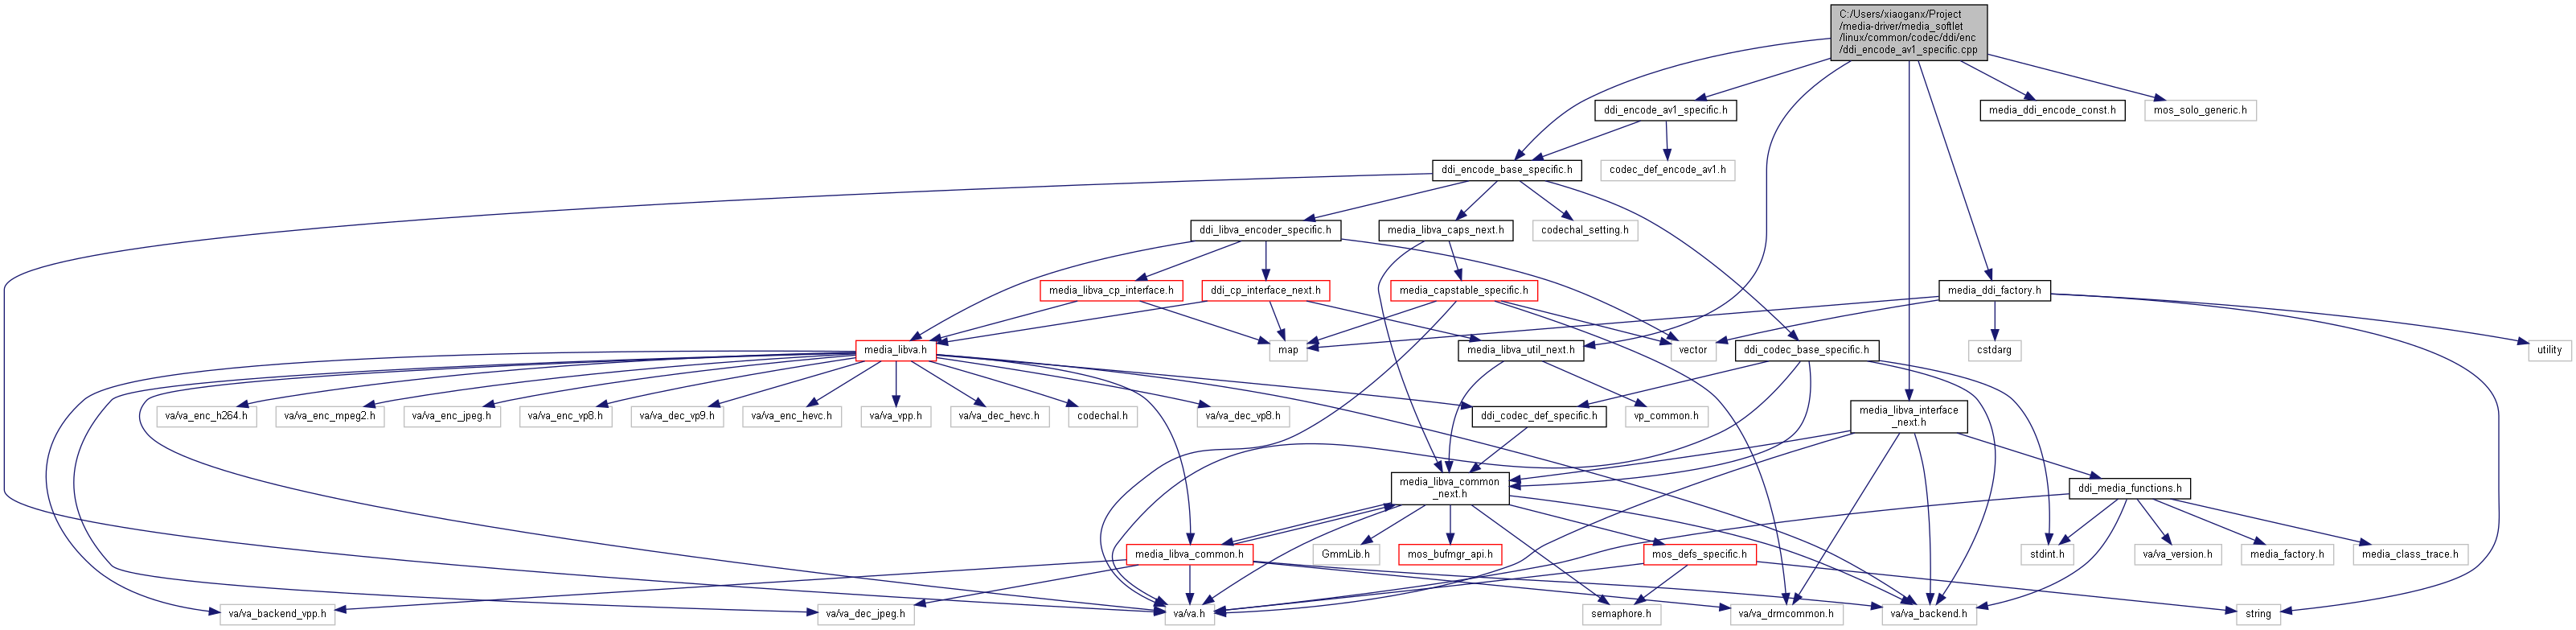 C:/Users/xiaoganx/Project
/media-driver/media_softlet
/linux/common/codec/ddi/enc
/ddi_encode_av1_specific.cpp
ddi_encode_av1_specific.h
media_ddi_encode_const.h
mos_solo_generic.h
ddi_encode_base_specific.h
codec_def_encode_av1.h
ddi_libva_encoder_specific.h
media_libva_caps_next.h
codechal_setting.h
media_libva_cp_interface.h
ddi_cp_interface_next.h
media_capstable_specific.h
media_ddi_factory.h
media_libva.h
map
media_libva_util_next.h
vector
ddi_codec_base_specific.h
cstdarg
utility
va/va_enc_h264.h
va/va_enc_mpeg2.h
va/va_enc_jpeg.h
va/va_enc_vp8.h
va/va_dec_vp9.h
va/va_enc_hevc.h
va/va_vpp.h
va/va_dec_hevc.h
codechal.h
va/va_dec_vp8.h
ddi_codec_def_specific.h
vp_common.h
media_libva_interface
_next.h
media_libva_common
_next.h
ddi_media_functions.h
media_libva_common.h
GmmLib.h
mos_bufmgr_api.h
mos_defs_specific.h
stdint.h
va/va_version.h
media_factory.h
media_class_trace.h
va/va_backend_vpp.h
va/va_dec_jpeg.h
va/va.h
semaphore.h
va/va_drmcommon.h
va/va_backend.h
string